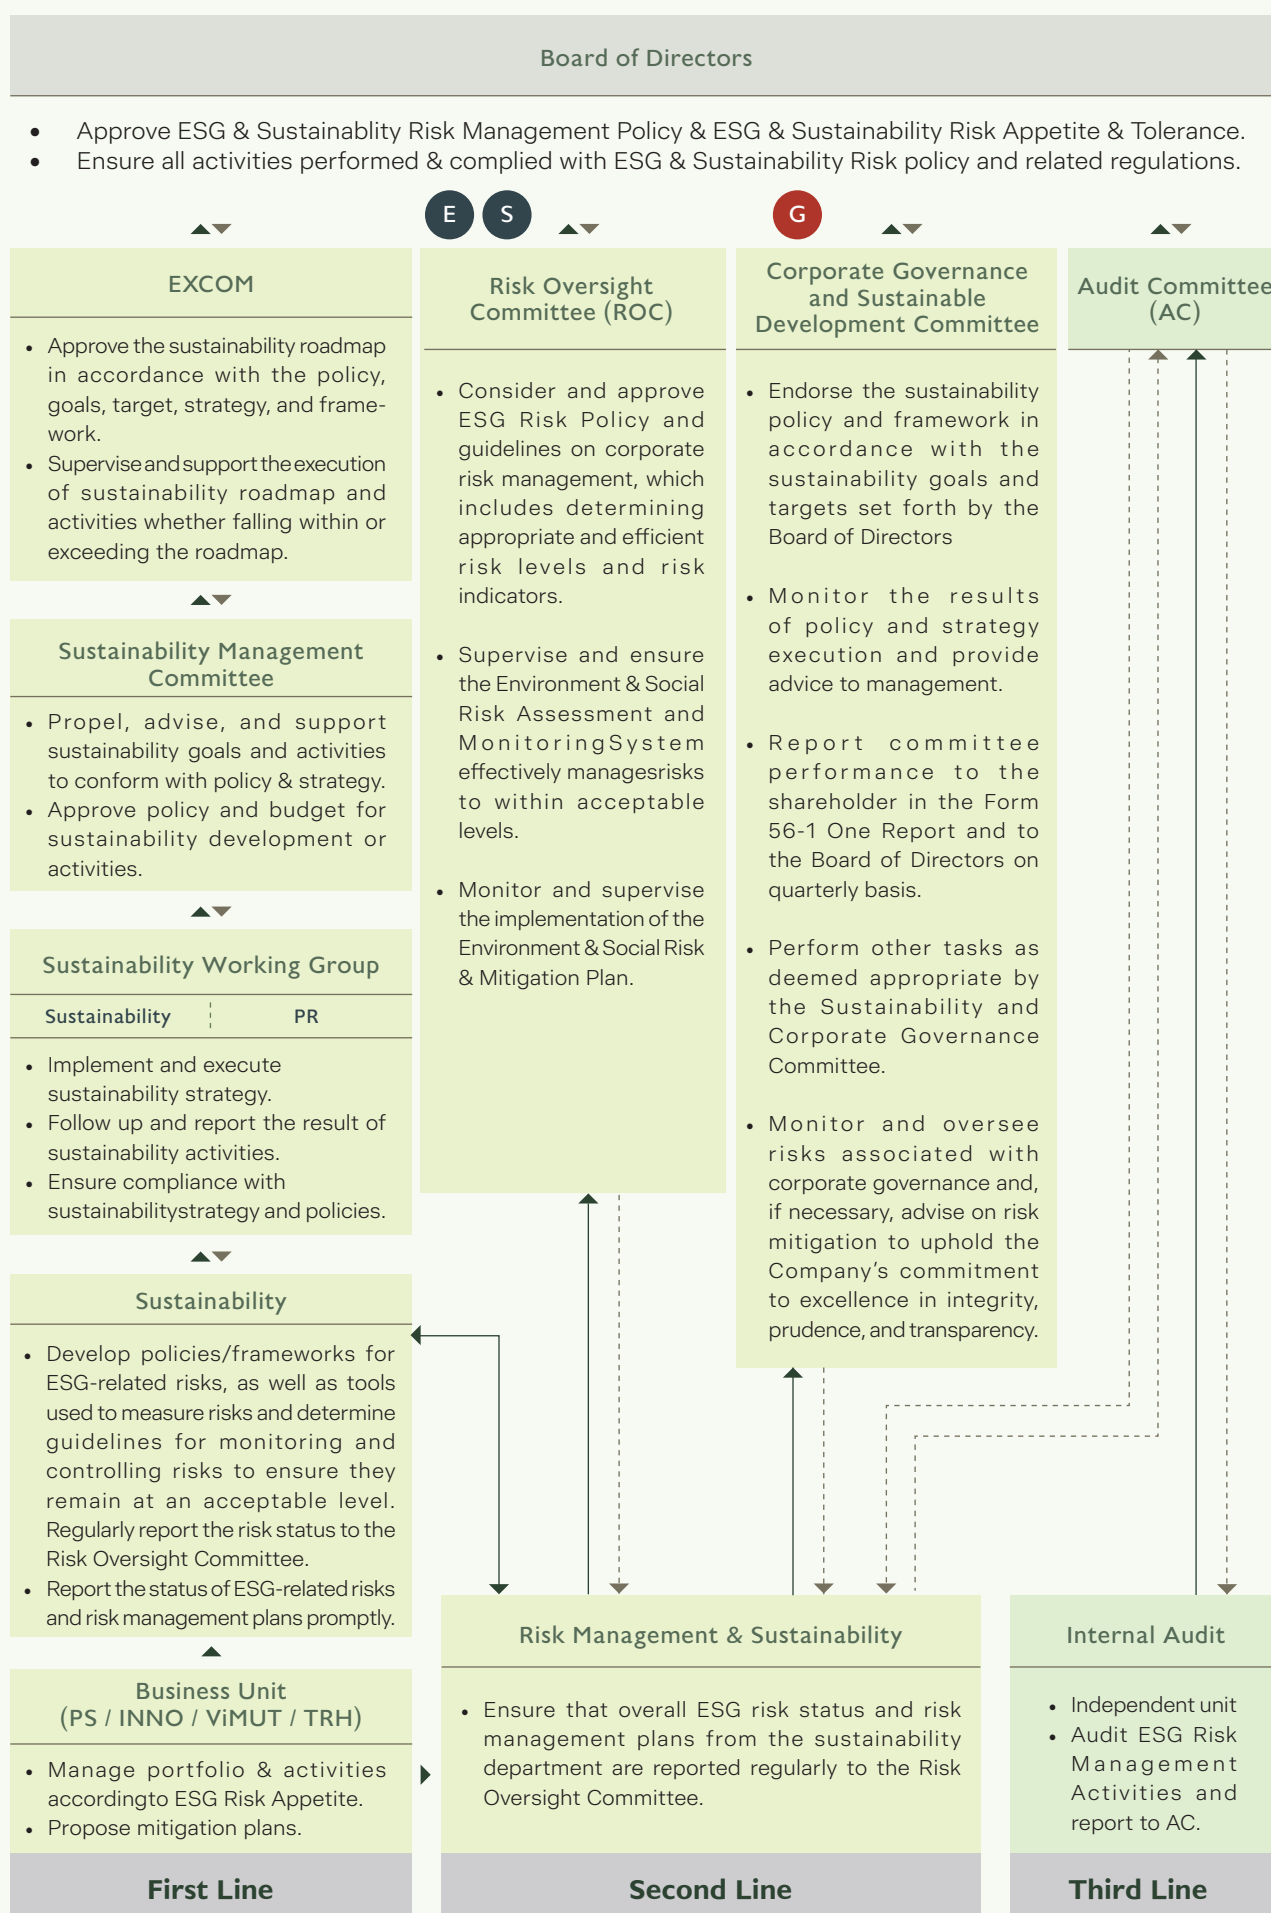 Board of Directors
• Approve ESG & Sustainablity Risk Management Policy & ESG & Sustainability Risk Appetite & Tolerance.
• Ensure all activities performed & complied with ESG & Sustainability Risk policy and related regulations.
E S
G
EXCOM
• Approve the sustainability roadmap
in accordance with the policy,
goals, target, strategy, and frame-
work.
• Supervise and support the execution
of sustainability roadmap and
activities whether falling within or
exceeding the roadmap.
Sustainability Management
Committee
• Propel, advise, and support
sustainability goals and activities
to conform with policy & strategy.
• Approve policy and budget for
sustainability development or
activities.
Sustainability Working Group
Sustainability PR
• Implement and execute
sustainability strategy.
• Follow up and report the result of
sustainability activities.
• Ensure compliance with
sustainabilitystrategy and policies.
Sustainability
• Develop policies/frameworks for
ESG-related risks, as well as tools
used to measure risks and determine
guidelines for monitoring and
controlling risks to ensure they
remain at an acceptable level.
Regularly report the risk status to the
Risk Oversight Committee.
• Report the status of ESG-related risks
and risk management plans promptly.
Business Unit
(PS / INNO / ViMUT / TRH)
• Manage portfolio & activities
accordingto ESG Risk Appetite.
• Propose mitigation plans.
First Line
Risk Oversight
Committee (ROC)
• Consider and approve
ESG Risk Policy and
guidelines on corporate
risk management, which
includes determining
appropriate and efficient
risk levels and risk
indicators.
• Supervise and ensure
the Environment & Social
Risk Assessment and
MonitoringSystem
effectively managesrisks
to within acceptable
levels.
• Monitor and supervise
the implementation of the
Environment & Social Risk
& Mitigation Plan.
Corporate Governance
and Sustainable
Development Committee
• Endorse the sustainability
policy and framework in
accordance with the
sustainability goals and
targets set forth by the
Board of Directors
• Monitor the results
of policy and strategy
execution and provide
advice to management.
• Report committee
performance to the
shareholder in the Form
56-1 One Report and to
the Board of Directors on
quarterly basis.
• Perform other tasks as
deemed appropriate by
the Sustainability and
Corporate Governance
Committee.
• Monitor and oversee
risks associated with
corporate governance and,
if necessary, advise on risk
mitigation to uphold the
Company's commitment
to excellence in integrity,
prudence, and transparency.
Risk Management & Sustainability
• Ensure that overall ESG risk status and risk
management plans from the sustainability
department are reported regularly to the Risk
Oversight Committee.
Second Line
Audit Committee
(AC)
Internal Audit
• Independent unit
• Audit ESG Risk
Management
Activities and
report to AC.
Third Line